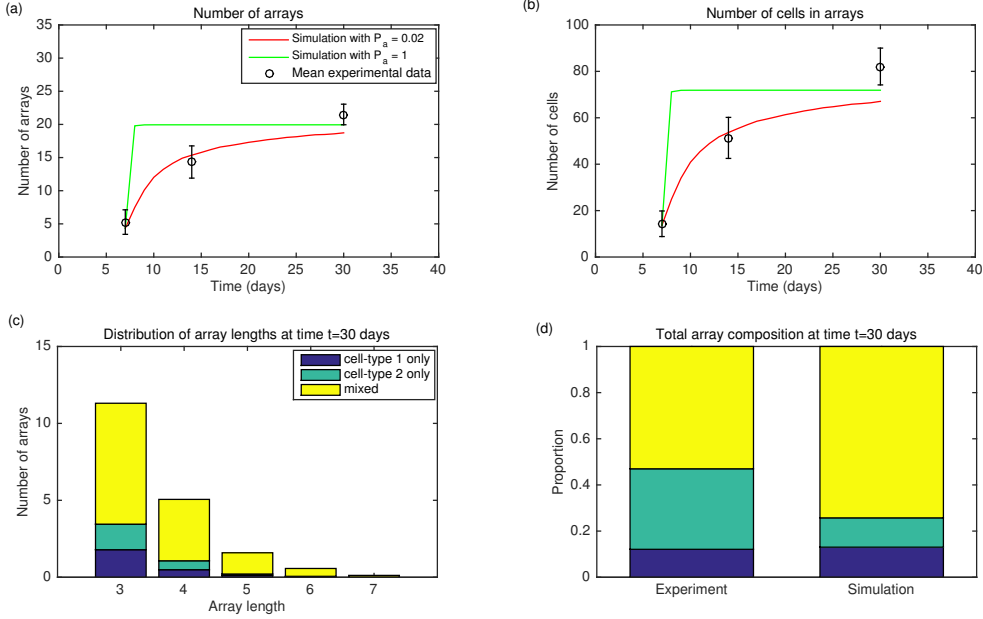 (a)
Number of arrays
35
30
25
20
15
10
5
0
Number of arrays
Simulation with P_a = 0.02
Simulation with P_a = 1
Mean experimental data
0 5 10 15 20 25 30 35 40
Time (days)
(b)
Number of cells in arrays
100
80
60
40
20
0
Number of cells
0 5 10 15 20 25 30 35 40
Time (days)
(c)
Distribution of array lengths at time t=30 days
15
10
5
0
Number of arrays
cell-type 1 only
cell-type 2 only
mixed
3 4 5 6 7
Array length
(d)
Total array composition at time t=30 days
1
0.8
0.6
0.4
0.2
0
Proportion
Experiment Simulation